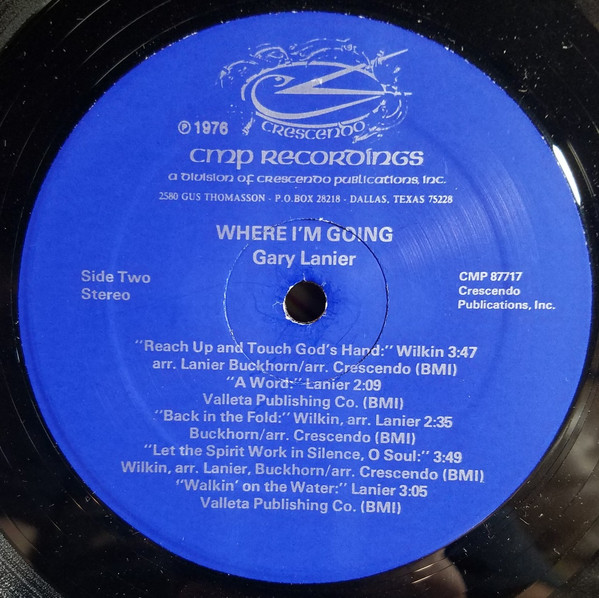 CRESCENDO
℗ 1976
CMP RECORDINGS
A DIVISION OF CRESCENDO PUBLICATIONS, INC.
2580 GUS THOMASSON · P.O.BOX 28218 · DALLAS, TEXAS 75228
WHERE I'M GOING
Gary Lanier
Side Two
Stereo
CMP 87717
Crescendo
Publications, Inc.
"Reach Up and Touch God's Hand:" Wilkin 3:47
arr. Lanier Buckhorn/arr. Crescendo (BMI)
"A Word:" Lanier 2:09
Valleta Publishing Co. (BMI)
"Back in the Fold:" Wilkin, arr. Lanier 2:35
Buckhorn/arr. Crescendo (BMI)
"Let the Spirit Work in Silence, O Soul:" 3:49
Wilkin, arr. Lanier, Buckhorn/arr. Crescendo (BMI)
"Walkin' on the Water:" Lanier 3:05
Valleta Publishing Co. (BMI)